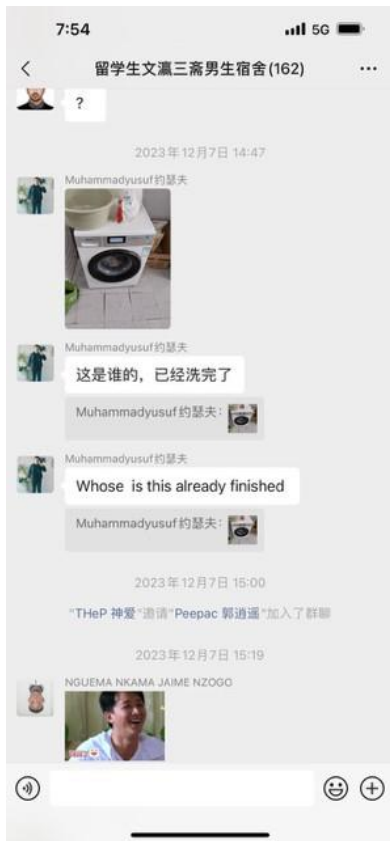 7:54
5G
留学生文瀛三斋男生宿舍(162)
?
2023年12月7日 14:47
Muhammadyusuf约瑟夫
Muhammadyusuf约瑟夫
这是谁的，已经洗完了
Muhammadyusuf约瑟夫：
Muhammadyusuf约瑟夫
Whose is this already finished
Muhammadyusuf约瑟夫：
2023年12月7日 15:00
"THeP 神爱"邀请"Peepac 郭逍遥"加入了群聊
2023年12月7日 15:19
NGUEMA NKAMA JAIME NZOGO